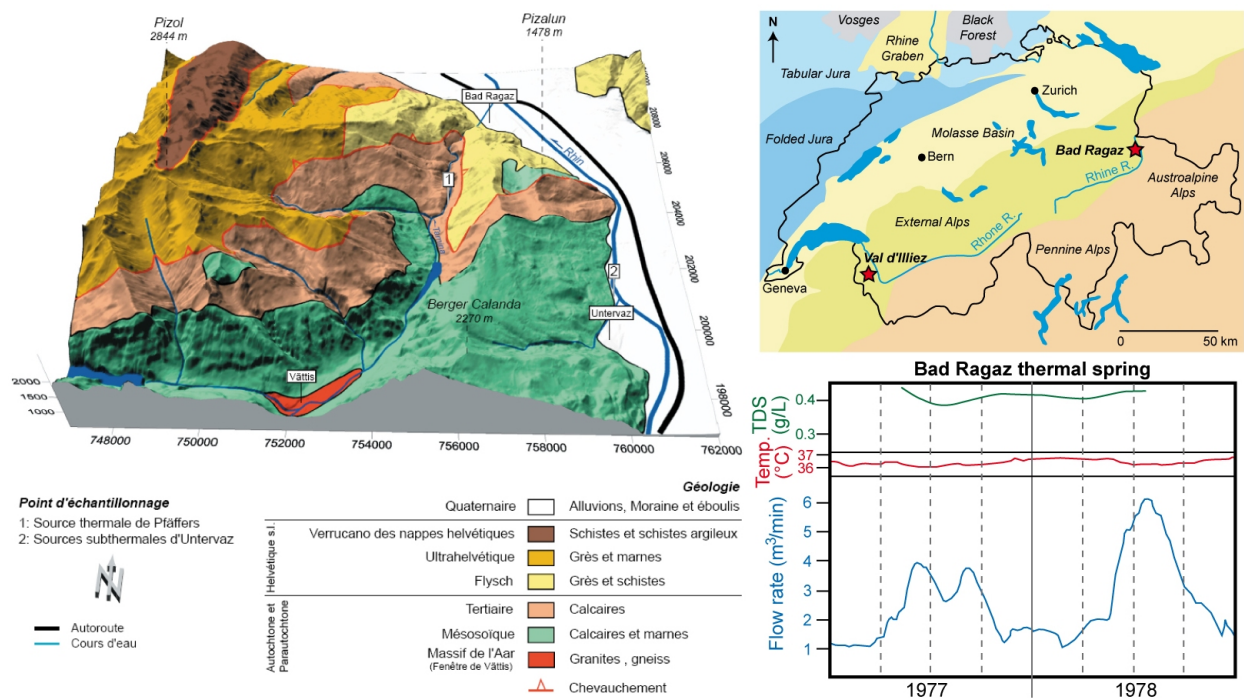 Pizol
2844 m
Pizalun
1478 m
Bad Ragaz
Rhin
1
Tamina
Berger Calanda
2270 m
2
Untervaz
Vättis
208000
206000
204000
202000
200000
198000
2000
1500
1000
748000
750000
752000
754000
756000
758000
760000
762000
Point d'échantillonnage
1: Source thermale de Pfäffers
2: Sources subthermales d'Untervaz
N
Autoroute
Cours d'eau
Géologie
Quaternaire
Alluvions, Moraine et éboulis
Helvétique s.l.
Verrucano des nappes helvétiques
Schistes et schistes argileux
Ultrahelvétique
Grès et marnes
Flysch
Grès et schistes
Autochtone et
Parautochtone
Tertiaire
Calcaires
Mésosoïque
Calcaires et marnes
Massif de l'Aar
(Fenêtre de Vättis)
Granites , gneiss
Chevauchement
N
Vosges
Black
Forest
Rhine
Graben
Tabular Jura
Zurich
Folded Jura
Molasse Basin
Bern
Bad Ragaz
Rhine R.
Austroalpine
Alps
External Alps
Rhone R.
Pennine Alps
Val d'Illiez
Geneva
50 km
Bad Ragaz thermal spring
TDS
(g/L)
0.4
0.3
Temp.
(°C)
37
36
Flow rate (m³/min)
6
5
4
3
2
1
1977
1978